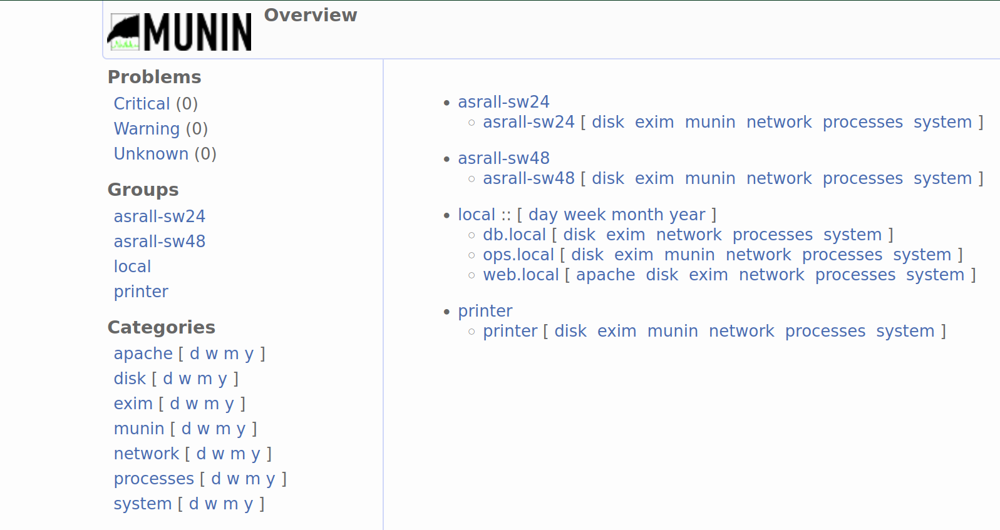 MUNIN
Overview
Problems
Critical (0)
Warning (0)
Unknown (0)
Groups
asrall-sw24
asrall-sw48
local
printer
Categories
apache [ d w m y ]
disk [ d w m y ]
exim [ d w m y ]
munin [ d w m y ]
network [ d w m y ]
processes [ d w m y ]
system [ d w m y ]
asrall-sw24
asrall-sw24 [ disk exim munin network processes system ]
asrall-sw48
asrall-sw48 [ disk exim munin network processes system ]
local :: [ day week month year ]
db.local [ disk exim network processes system ]
ops.local [ disk exim munin network processes system ]
web.local [ apache disk exim network processes system ]
printer
printer [ disk exim munin network processes system ]